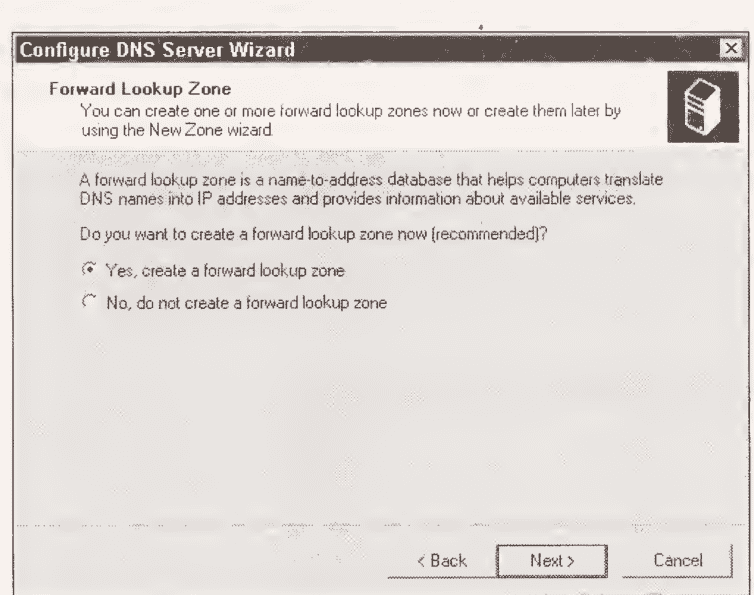 Configure DNS Server Wizard
Forward Lookup Zone
You can create one or more forward lookup zones now or create them later by
using the New Zone wizard.
A forward lookup zone is a name-to-address database that helps computers translate
DNS names into IP addresses and provides information about available services.
Do you want to create a forward lookup zone now (recommended)?
Yes, create a forward lookup zone
No, do not create a forward lookup zone
< Back Next > Cancel